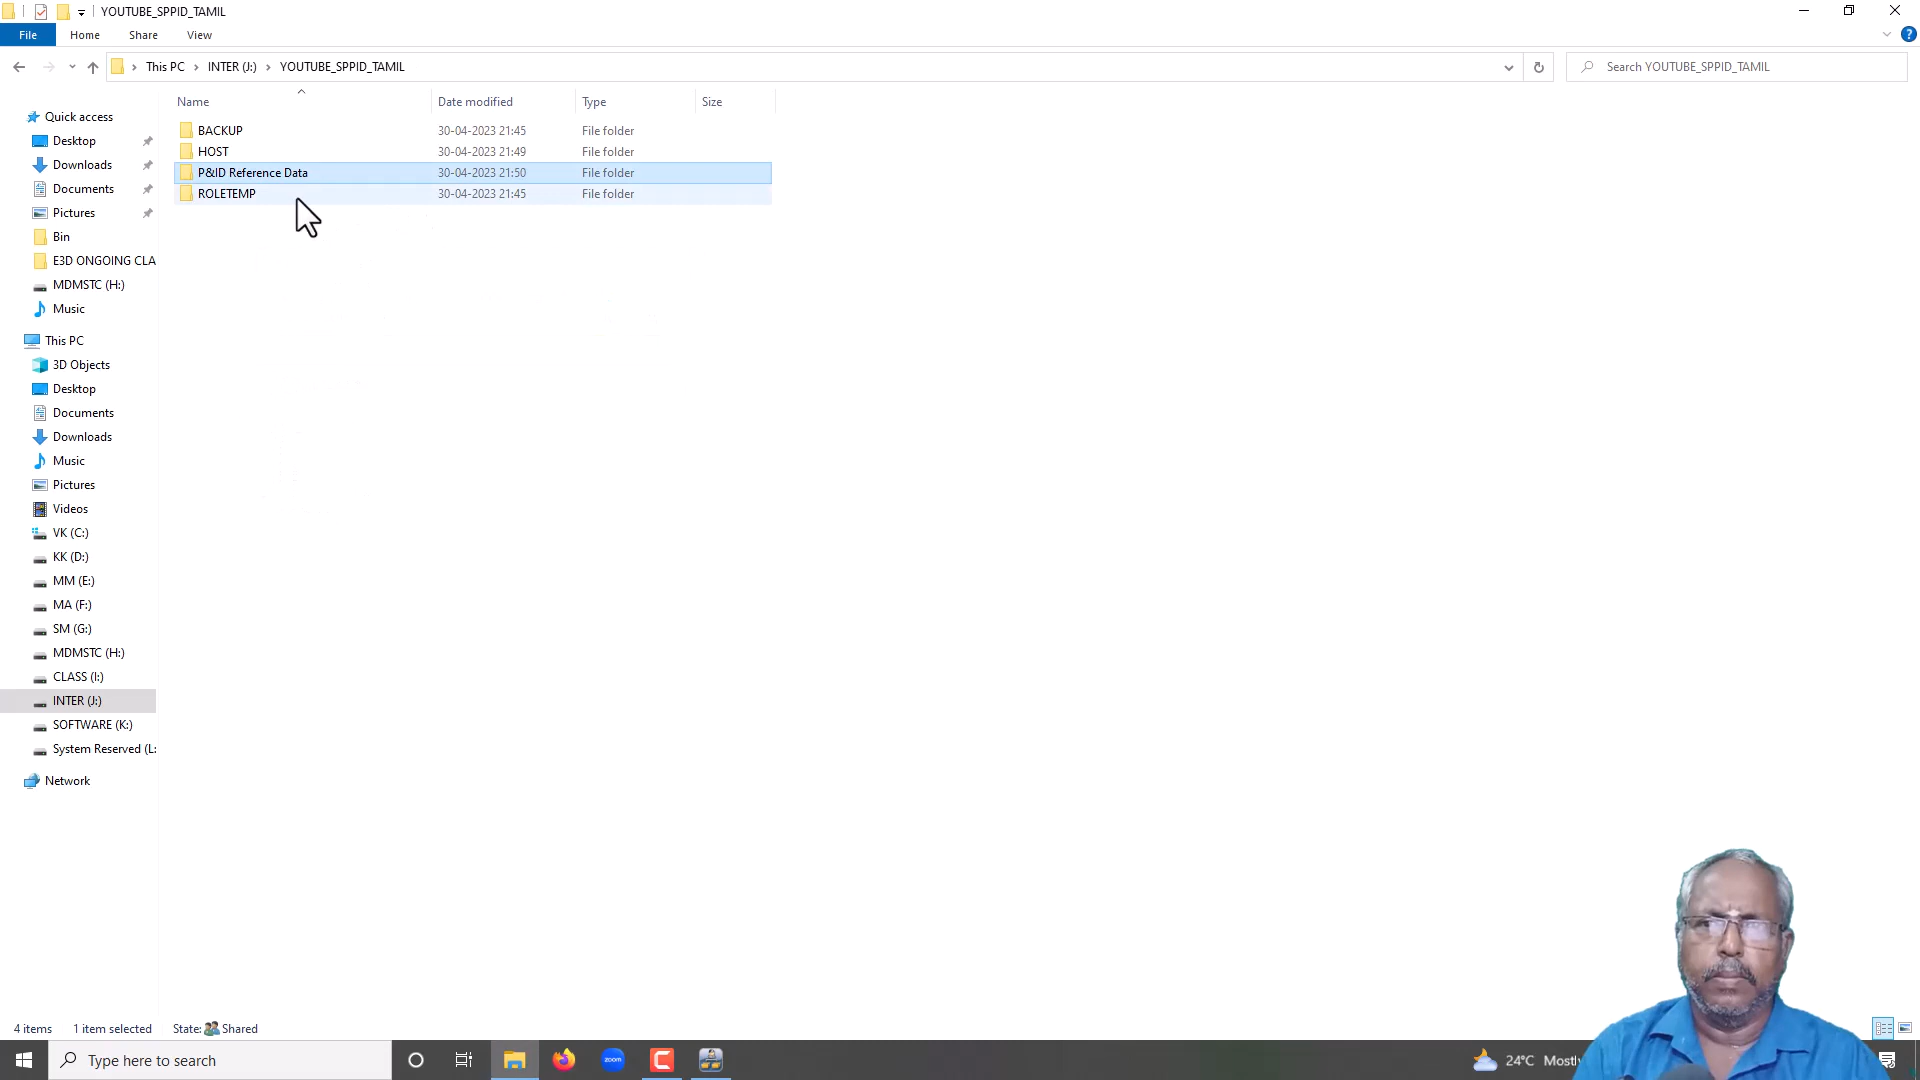 YOUTUBE_SPPID_TAMIL
File Home Share View
This PC > INTER (J:) > YOUTUBE_SPPID_TAMIL
Search YOUTUBE_SPPID_TAMIL
Name Date modified Type Size
BACKUP 30-04-2023 21:45 File folder
HOST 30-04-2023 21:49 File folder
P&ID Reference Data 30-04-2023 21:50 File folder
ROLETEMP 30-04-2023 21:45 File folder
Quick access
Desktop
Downloads
Documents
Pictures
Bin
E3D ONGOING CLA
MDMSTC (H:)
Music
This PC
3D Objects
Desktop
Documents
Downloads
Music
Pictures
Videos
VK (C:)
KK (D:)
MM (E:)
MA (F:)
SM (G:)
MDMSTC (H:)
CLASS (I:)
INTER (J:)
SOFTWARE (K:)
System Reserved (L:
Network
4 items 1 item selected State: Shared
Type here to search
zoom
24°C Mostly